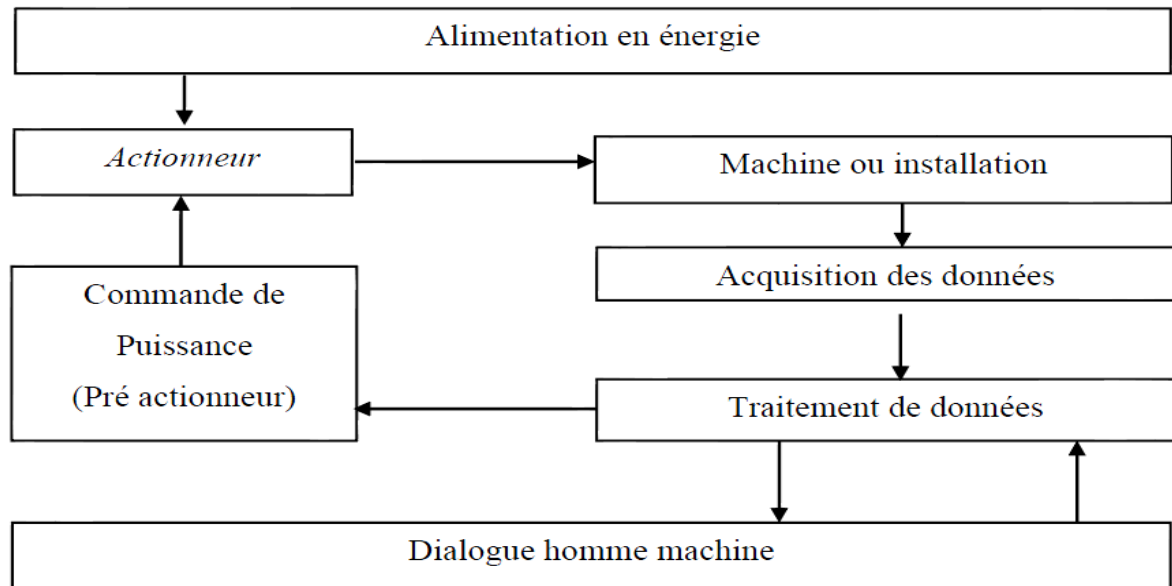 Alimentation en énergie
Actionneur
Machine ou installation
Acquisition des données
Commande de
Puissance
(Pré actionneur)
Traitement de données
Dialogue homme machine